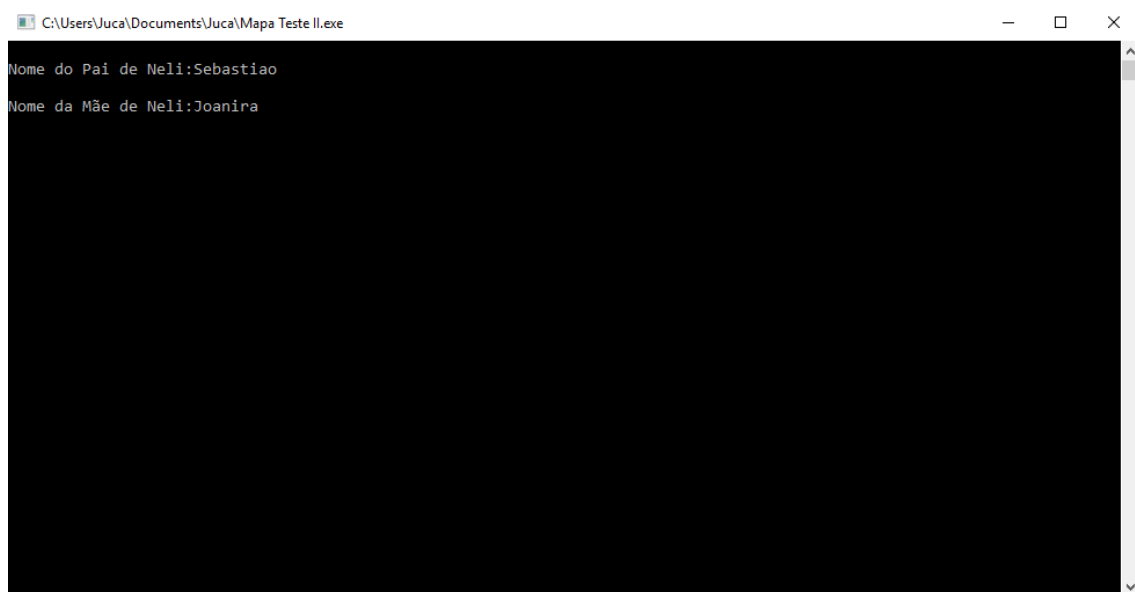 C:\Users\Juca\Documents\Juca\Mapa Teste II.exe
Nome do Pai de Neli:Sebastiao
Nome da Mãe de Neli:Joanira